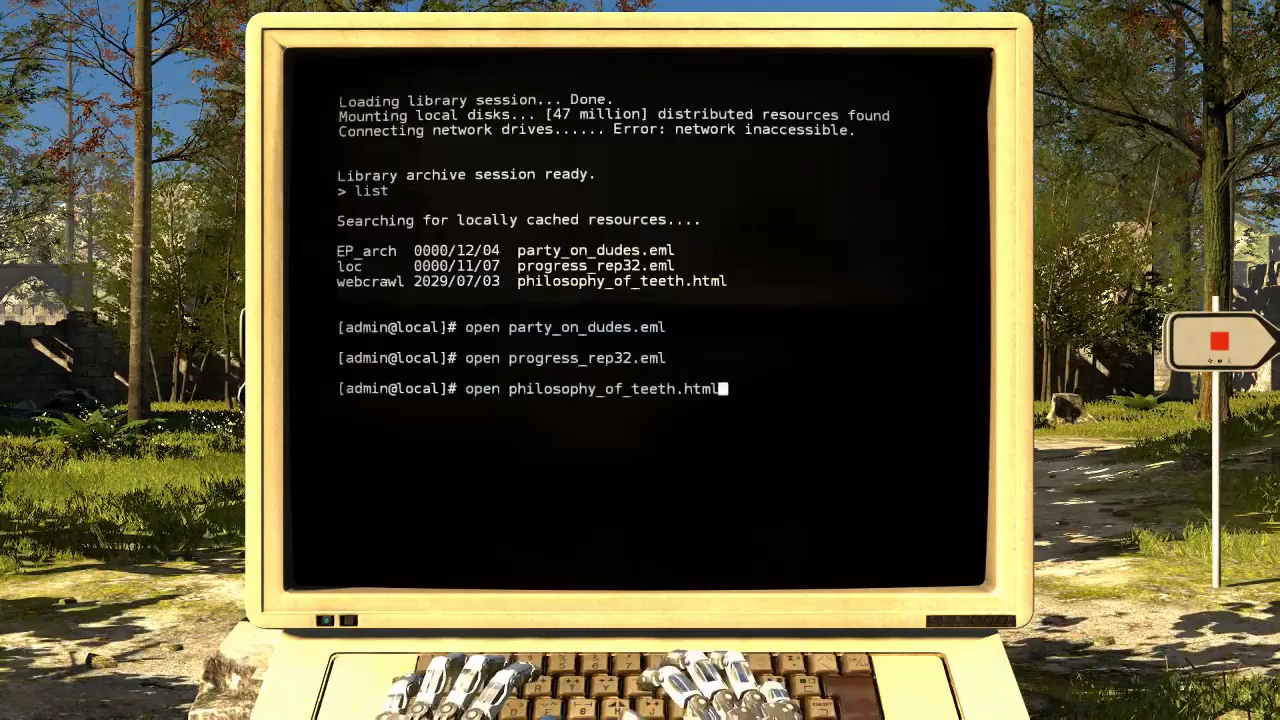 Loading library session... Done.
Mounting local disks... [47 million] distributed resources found
Connecting network drives...... Error: network inaccessible.
Library archive session ready.
> list
Searching for locally cached resources....
EP_arch 0000/12/04 party_on_dudes.eml
loc 0000/11/07 progress_rep32.eml
webcrawl 2029/07/03 philosophy_of_teeth.html
[admin@local]# open party_on_dudes.eml
[admin@local]# open progress_rep32.eml
[admin@local]# open philosophy_of_teeth.html